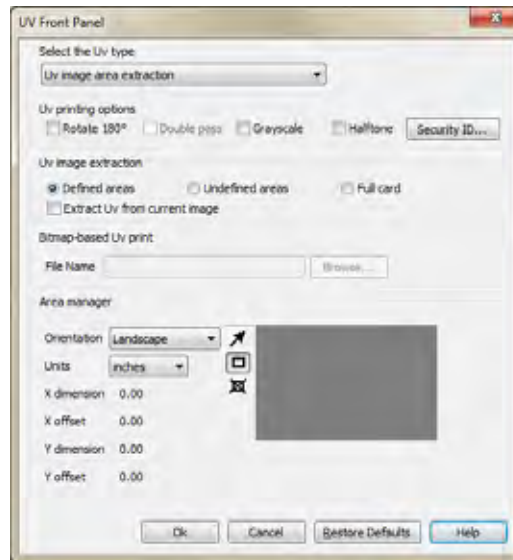 UV Front Panel
Select the Uv type
Uv image area extraction
Uv printing options
Rotate 180° Double pass Grayscale Halftone Security ID...
Uv image extraction
Defined areas Undefined areas Full card
Extract Uv from current image
Bitmap-based Uv print
File Name Browse...
Area manager
Orientation Landscape
Units inches
X dimension 0.00
X offset 0.00
Y dimension 0.00
Y offset 0.00
Ok Cancel Restore Defaults Help